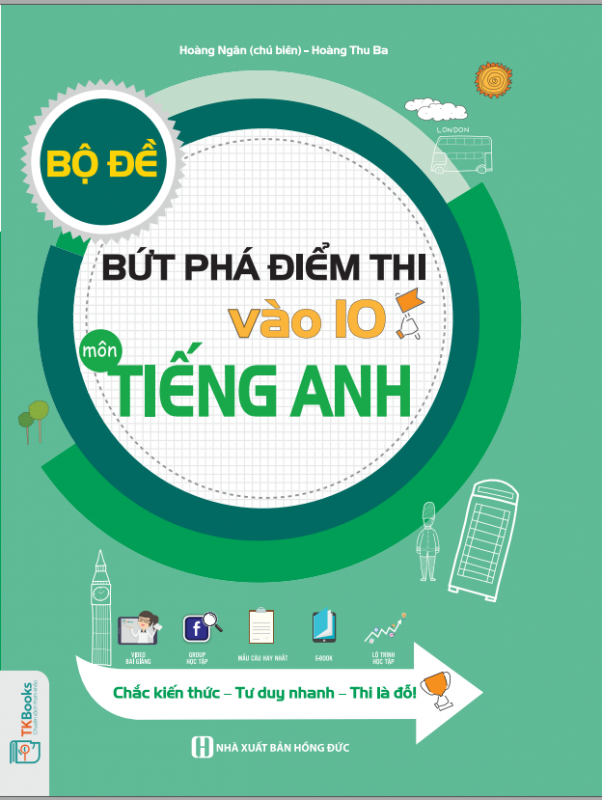 Hoàng Ngân (chủ biên) – Hoàng Thu Ba
LONDON
BỘ ĐỀ
BỨT PHÁ ĐIỂM THI
vào 10
môn
TIẾNG ANH
VIDEO
BÀI GIẢNG
GROUP
HỌC TẬP
MẪU CÂU HAY NHẤT
EBOOK
LỘ TRÌNH
HỌC TẬP
Chắc kiến thức – Tư duy nhanh – Thi là đỗ!
TKBooks
NHÀ XUẤT BẢN HỒNG ĐỨC